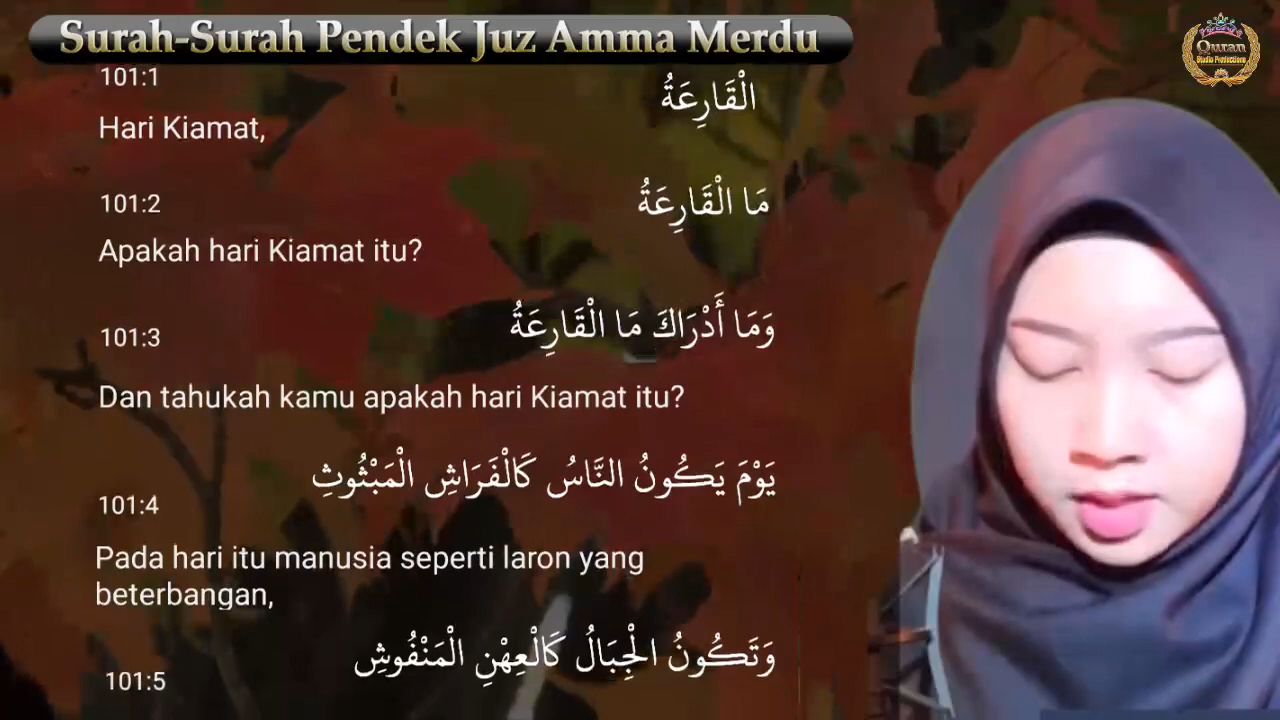 Surah-Surah Pendek Juz Amma Merdu
Quran
Studio Productions
101:1
الْقَارِعَةُ
Hari Kiamat,
101:2
مَا الْقَارِعَةُ
Apakah hari Kiamat itu?
101:3
وَمَا أَدْرَاكَ مَا الْقَارِعَةُ
Dan tahukah kamu apakah hari Kiamat itu?
101:4
يَوْمَ يَكُونُ النَّاسُ كَالْفَرَاشِ الْمَبْثُوثِ
Pada hari itu manusia seperti laron yang
beterbangan,
101:5
وَتَكُونُ الْجِبَالُ كَالْعِهْنِ الْمَنْفُوشِ